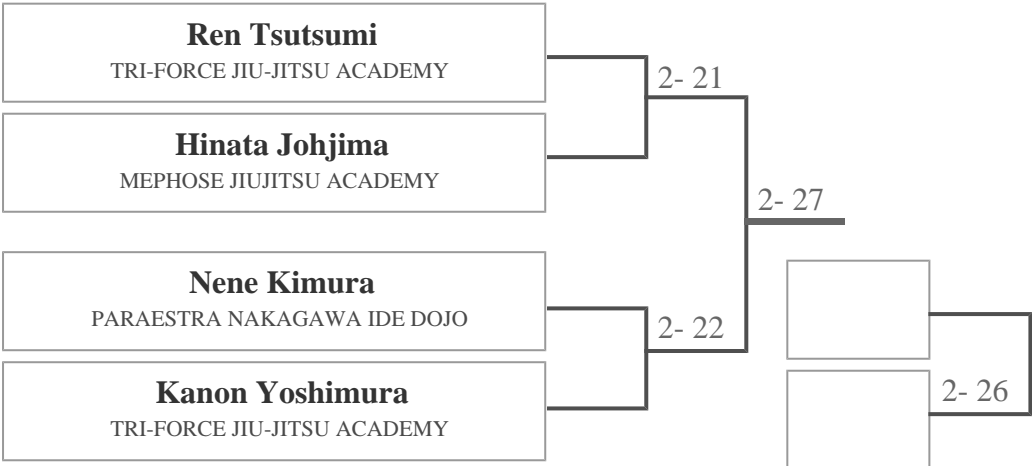 Ren Tsutsumi
TRI-FORCE JIU-JITSU ACADEMY
2- 21
Hinata Johjima
MEPHOSE JIUJITSU ACADEMY
2- 27
Nene Kimura
PARAESTRA NAKAGAWA IDE DOJO
2- 22
Kanon Yoshimura
TRI-FORCE JIU-JITSU ACADEMY
2- 26